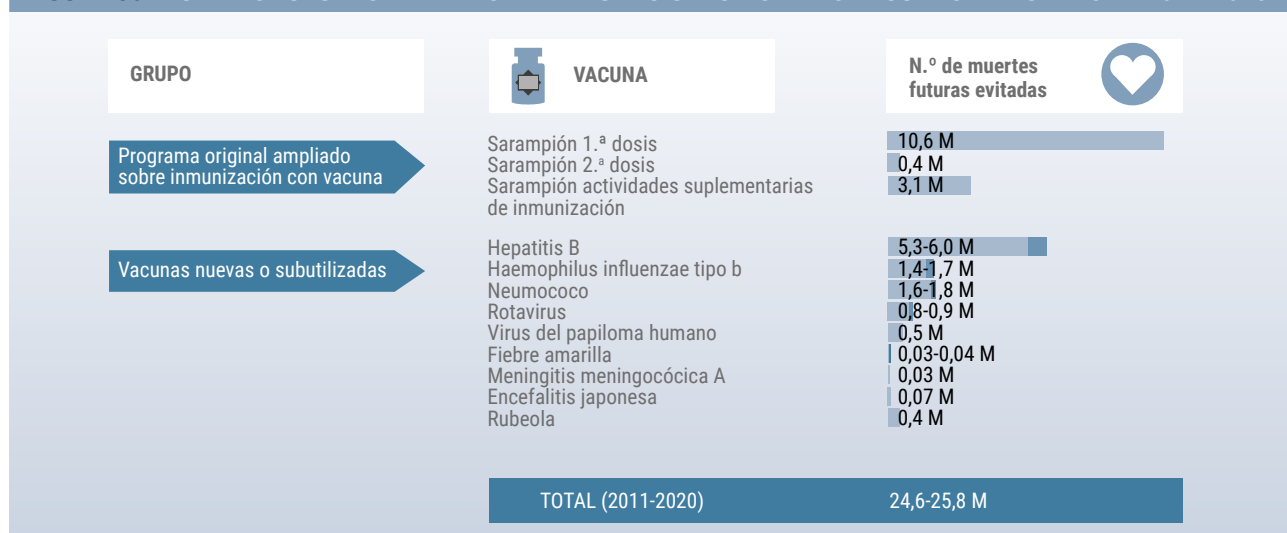 GRUPO
VACUNA
N.º de muertes
futuras evitadas
Programa original ampliado
sobre inmunización con vacuna
Sarampión 1.ª dosis
10,6 M
Sarampión 2.ª dosis
0,4 M
Sarampión actividades suplementarias
de inmunización
3,1 M
Vacunas nuevas o subutilizadas
Hepatitis B
5,3-6,0 M
Haemophilus influenzae tipo b
1,4-1,7 M
Neumococo
1,6-1,8 M
Rotavirus
0,8-0,9 M
Virus del papiloma humano
0,5 M
Fiebre amarilla
0,03-0,04 M
Meningitis meningocócica A
0,03 M
Encefalitis japonesa
0,07 M
Rubeola
0,4 M
TOTAL (2011-2020)
24,6-25,8 M